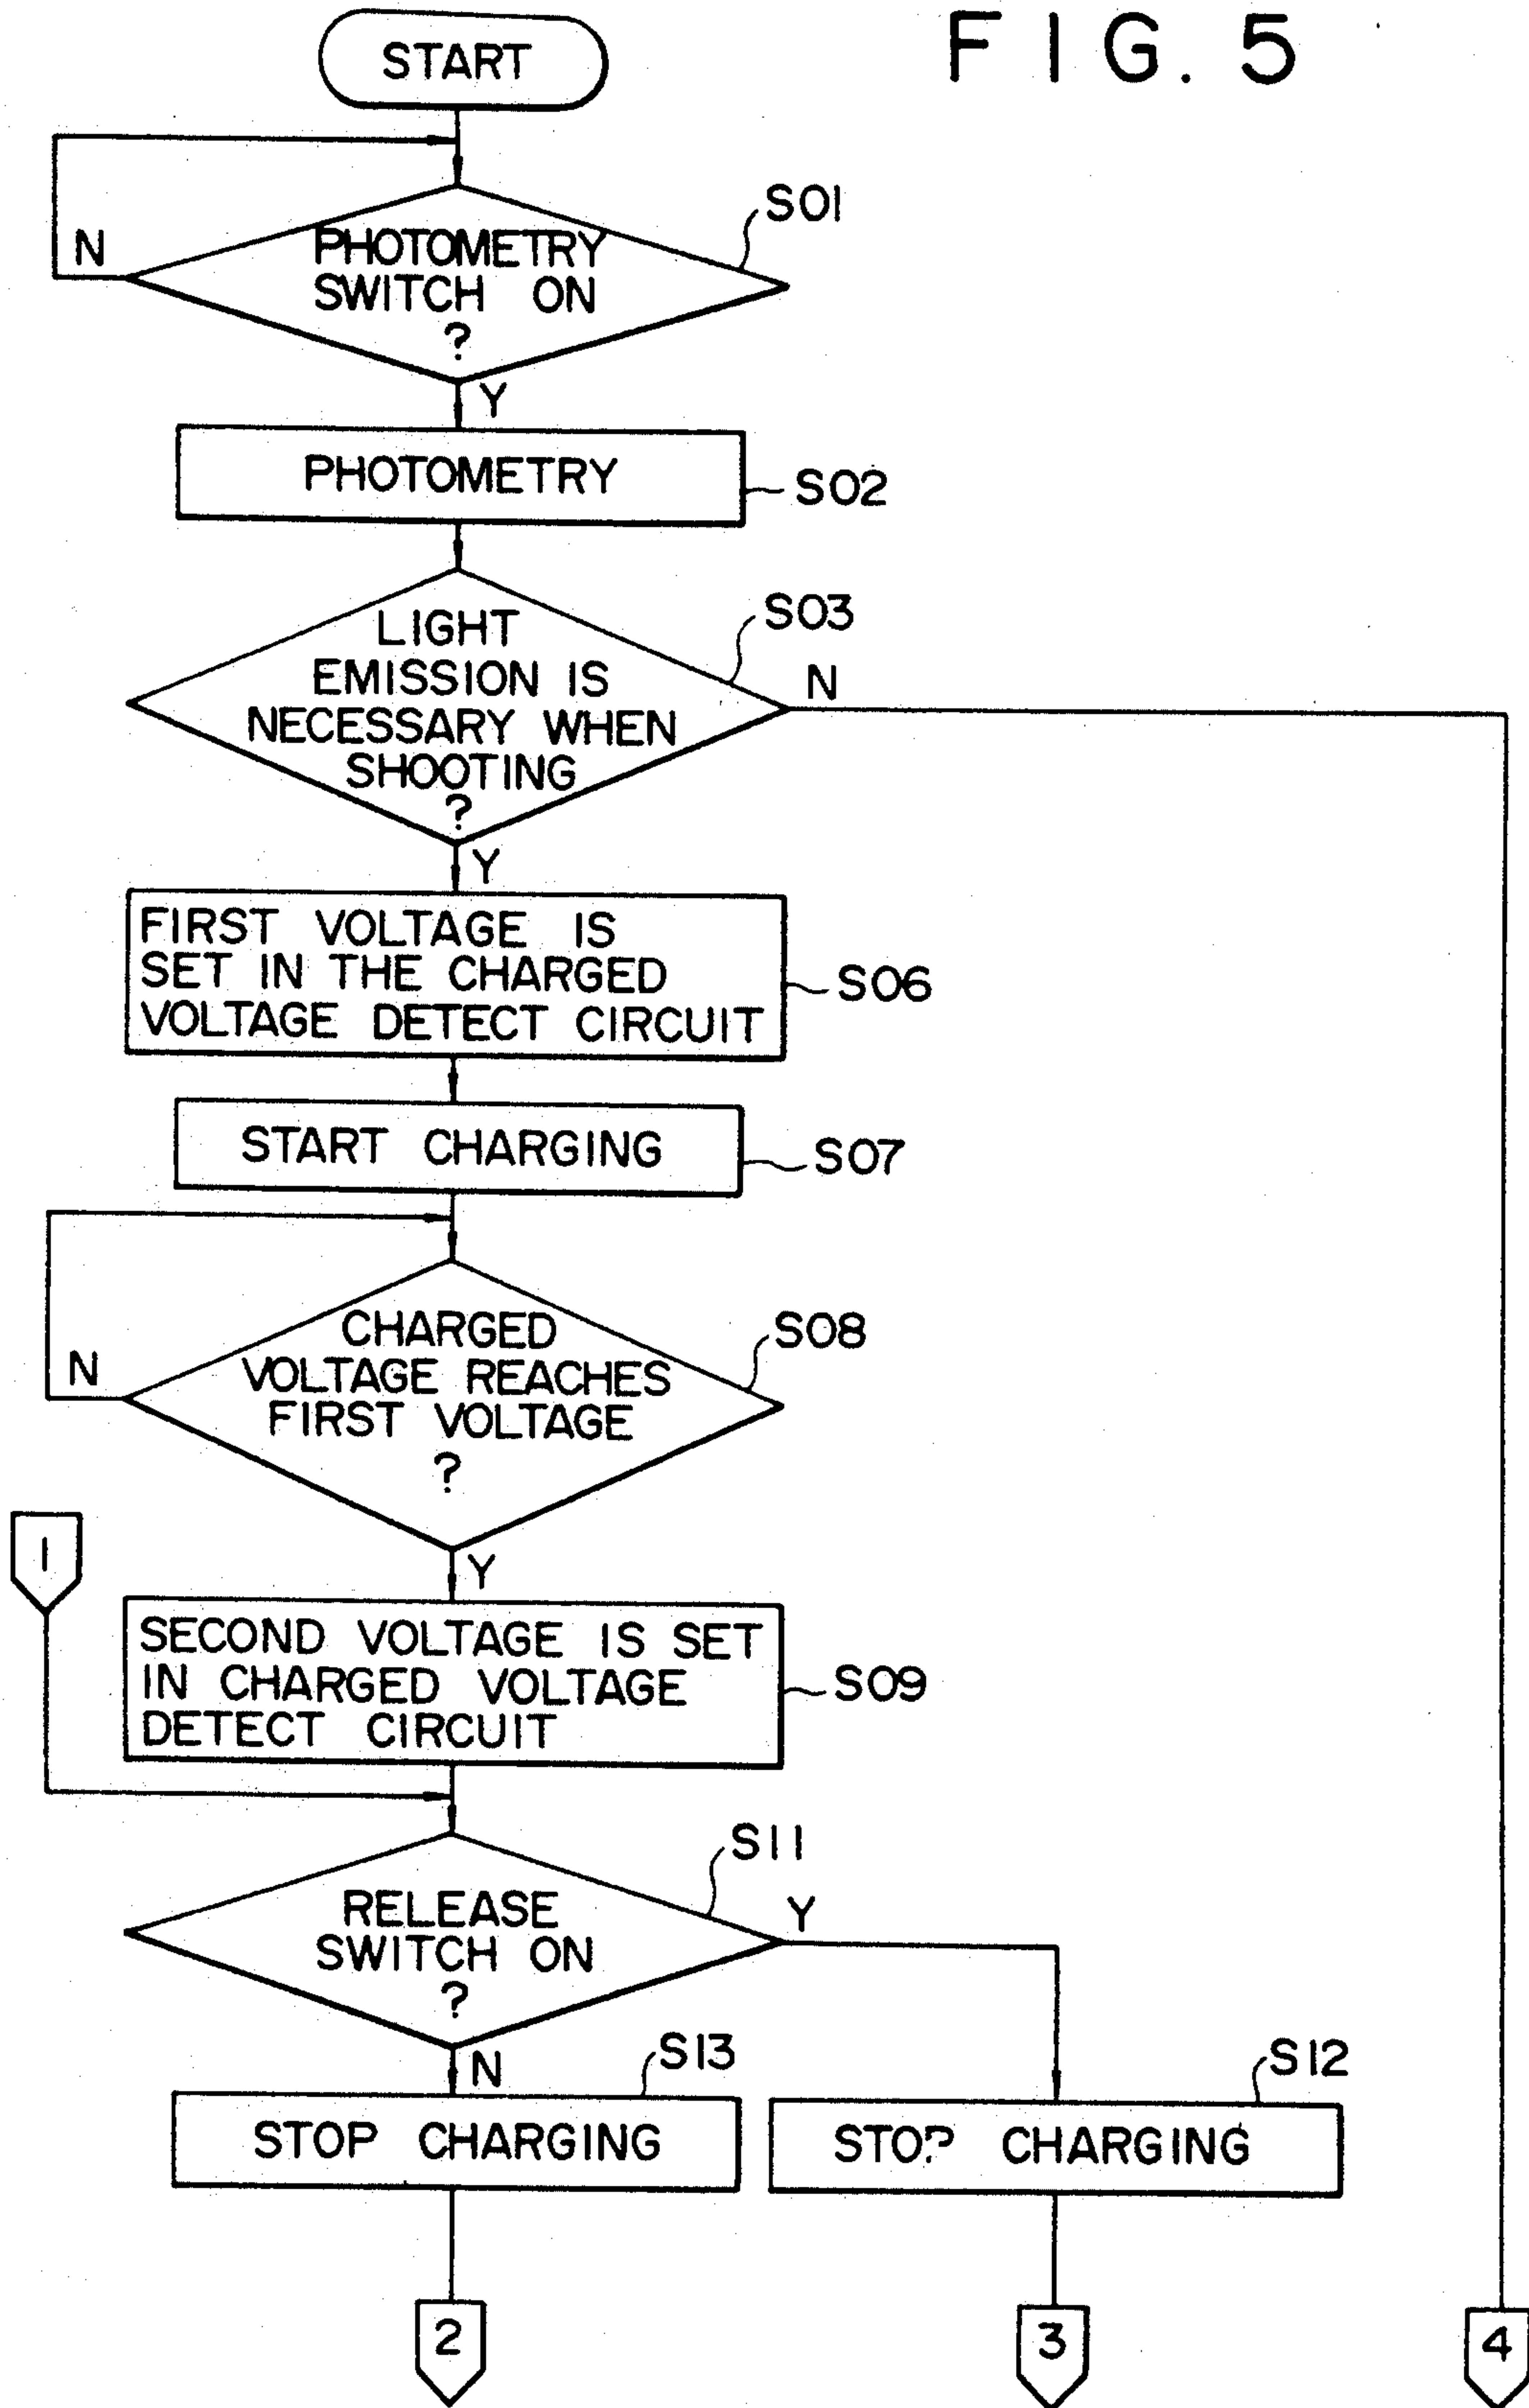 FIG. 5
START
S01
N
PHOTOMETRY
SWITCH ON
?
Y
PHOTOMETRY
S02
S03
LIGHT
EMISSION IS
NECESSARY WHEN
SHOOTING
?
N
Y
FIRST VOLTAGE IS
SET IN THE CHARGED
VOLTAGE DETECT CIRCUIT
S06
START CHARGING
S07
S08
N
CHARGED
VOLTAGE REACHES
FIRST VOLTAGE
?
1
Y
SECOND VOLTAGE IS SET
IN CHARGED VOLTAGE
DETECT CIRCUIT
S09
S11
RELEASE
SWITCH ON
?
Y
N
S13
S12
STOP CHARGING
STOP CHARGING
2
3
4